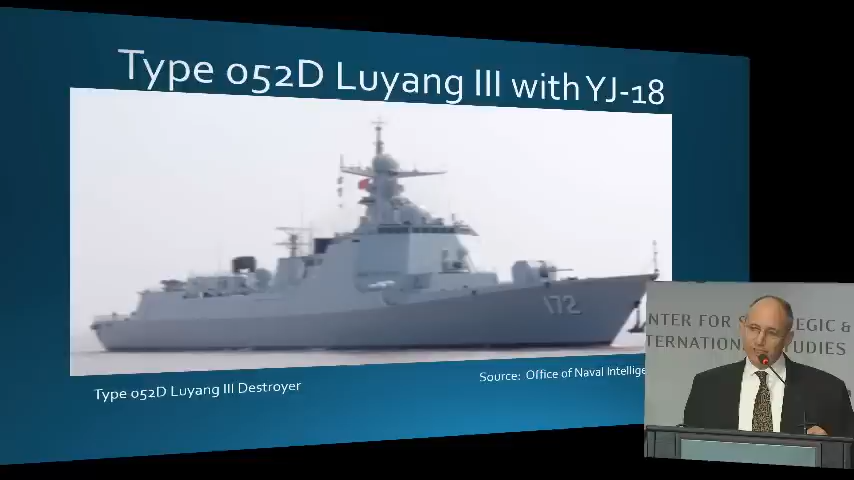 Type 052D Luyang III with YJ-18
172
Type 052D Luyang III Destroyer
Source: Office of Naval
NTER FOR S EGIC &
TERNATION UDIES